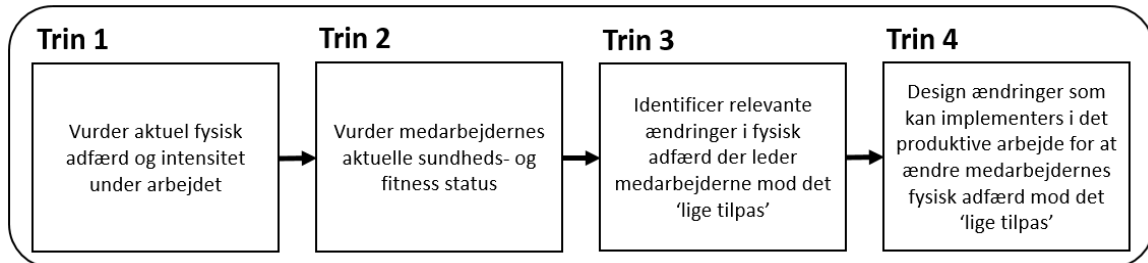 Trin 1
Vurder aktuel fysisk
adfærd og intensitet
under arbejdet
Trin 2
Vurder medarbejdernes
aktuelle sundheds- og
fitness status
Trin 3
Identificer relevante
ændringer i fysisk
adfærd der leder
medarbejderne mod det
‘lige tilpas’
Trin 4
Design ændringer som
kan implementers i det
produktive arbejde for at
ændre medarbejdernes
fysisk adfærd mod det
‘lige tilpas’